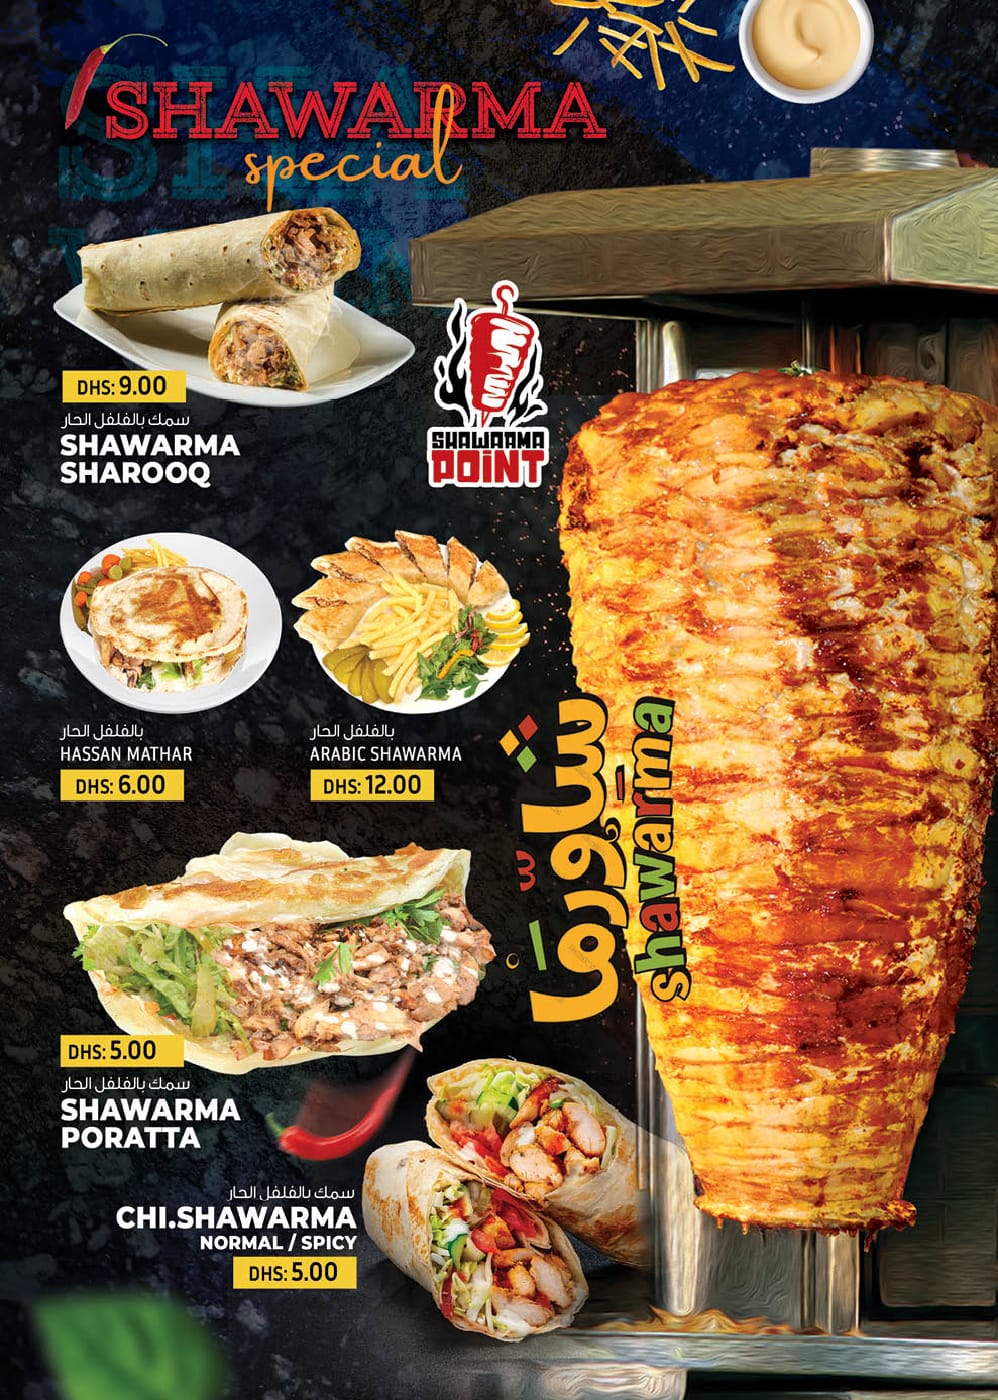 SHAWARMA
special
DHS: 9.00
سمك بالفلفل الحار
SHAWARMA
SHAROOQ
SHAWARMA
POINT
بالفلفل الحار
HASSAN MATHAR
DHS: 6.00
بالفلفل الحار
ARABIC SHAWARMA
DHS: 12.00
شاورما
shawarma
DHS: 5.00
سمك بالفلفل الحار
SHAWARMA
PORATTA
سمك بالفلفل الحار
CHI.SHAWARMA
NORMAL / SPICY
DHS: 5.00